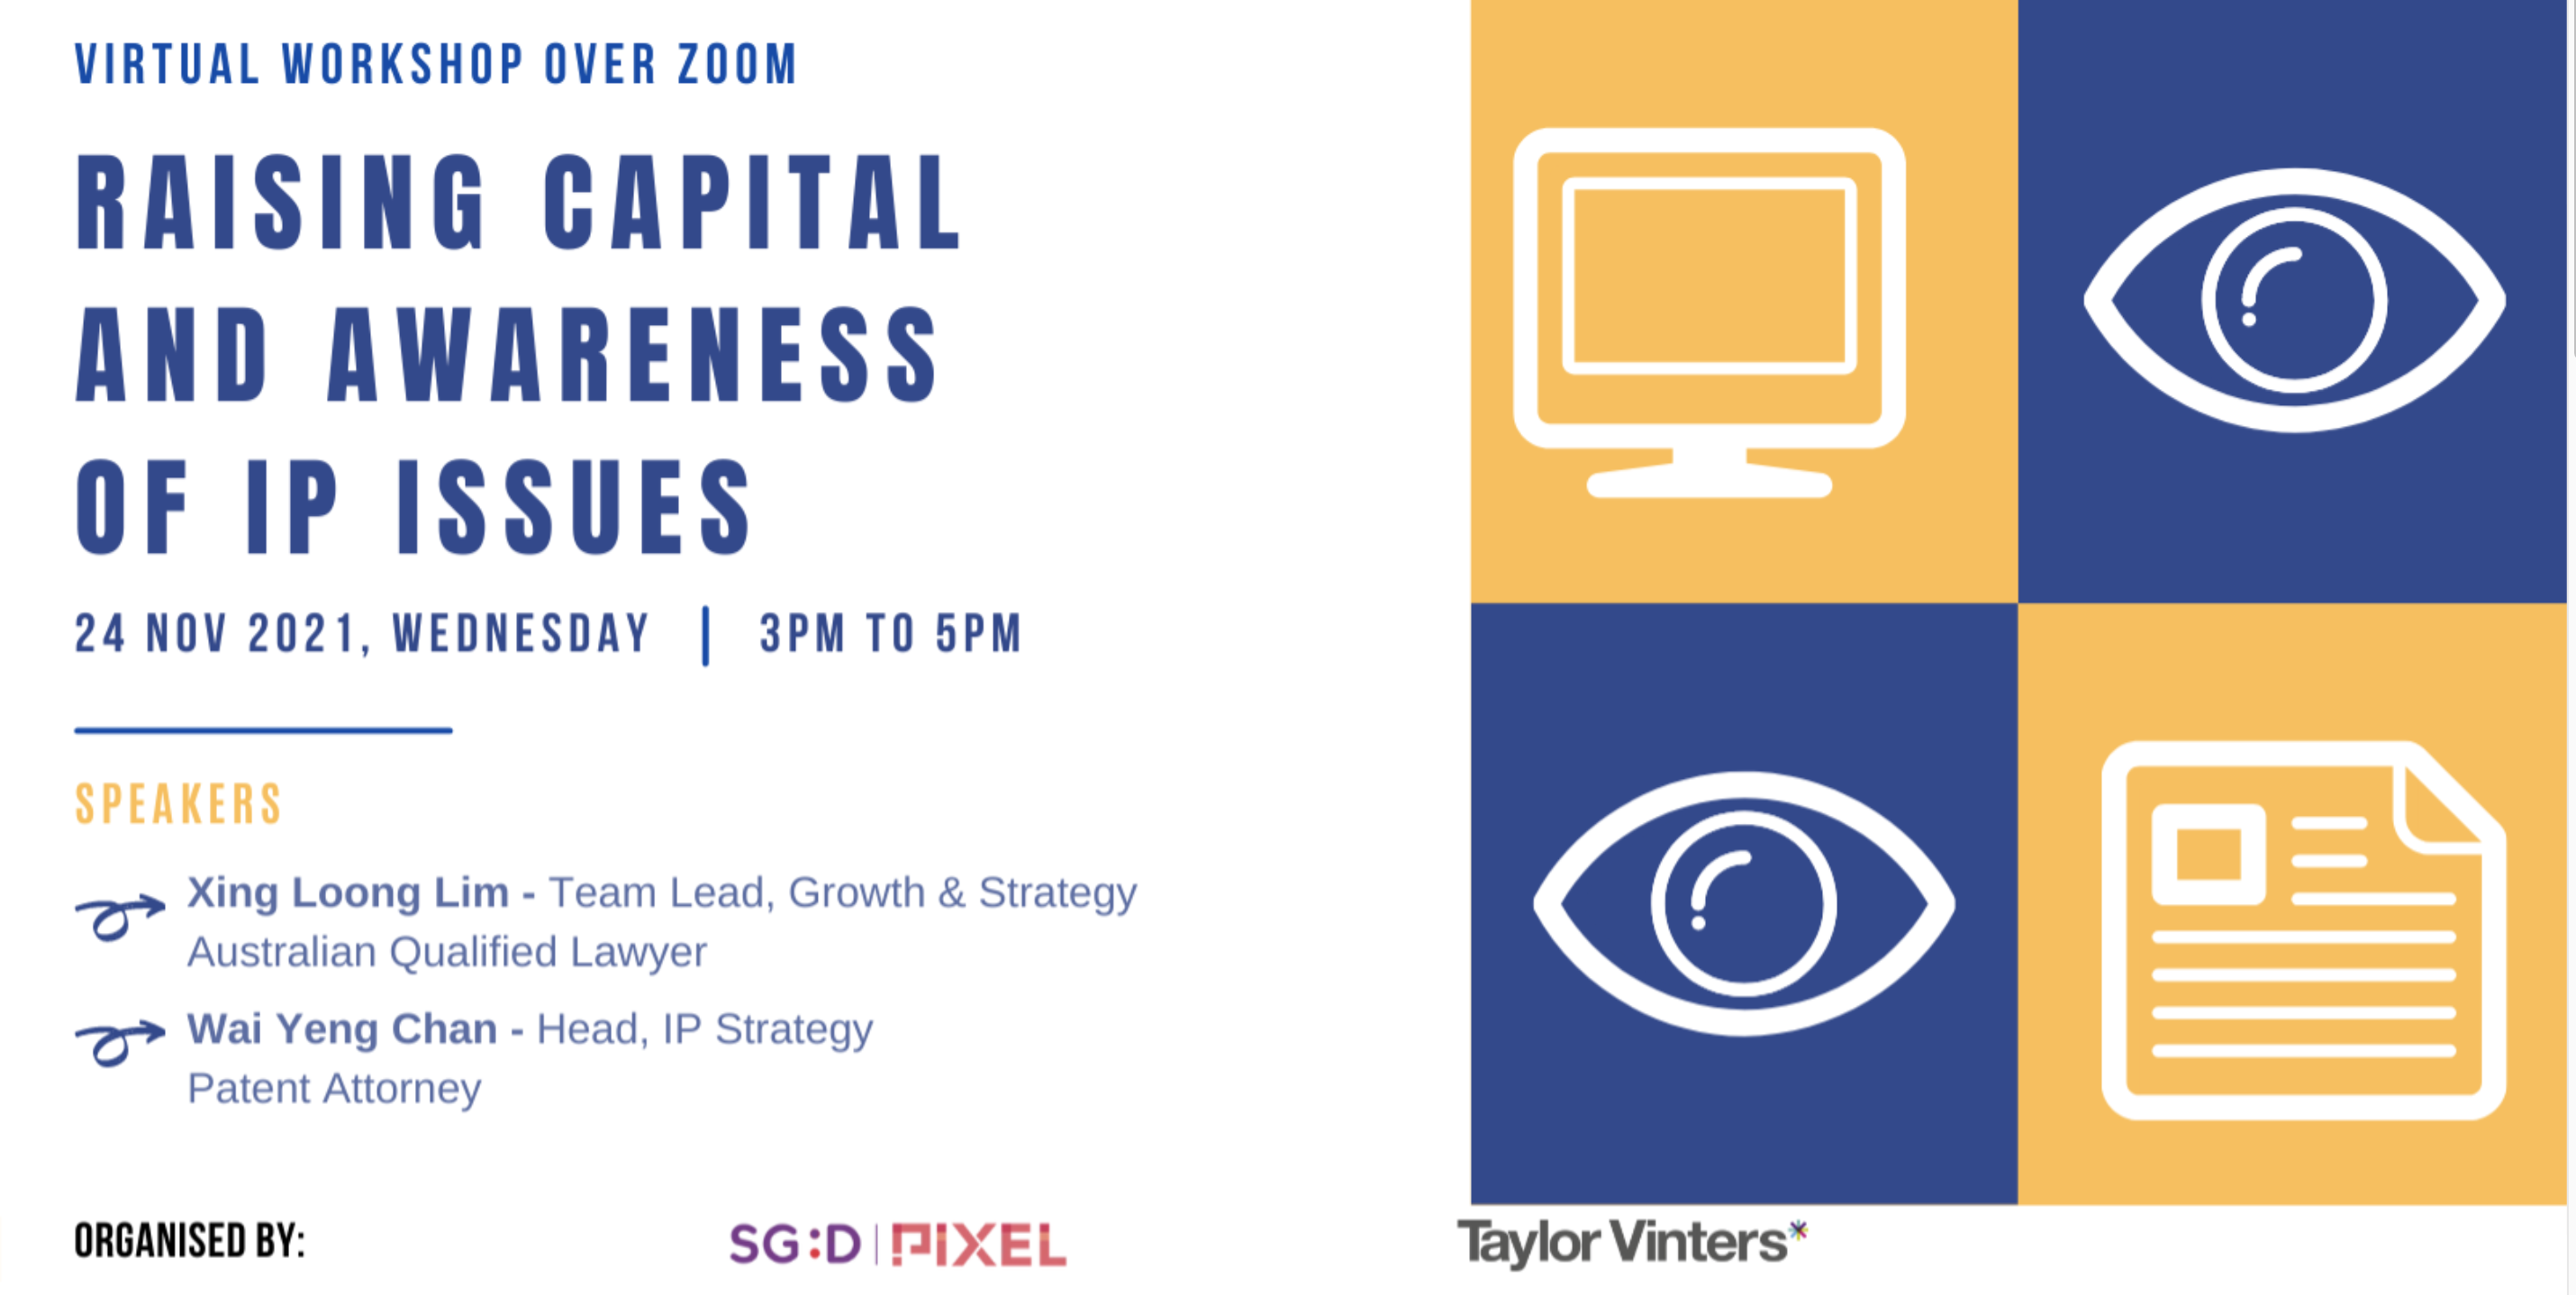 VIRTUAL WORKSHOP OVER ZOOM
RAISING CAPITAL
AND AWARENESS
OF IP ISSUES
24 NOV 2021, WEDNESDAY | 3PM TO 5PM
SPEAKERS
Xing Loong Lim - Team Lead, Growth & Strategy
Australian Qualified Lawyer
Wai Yeng Chan - Head, IP Strategy
Patent Attorney
ORGANISED BY:
SG:D | PIXEL
Taylor Vinters*